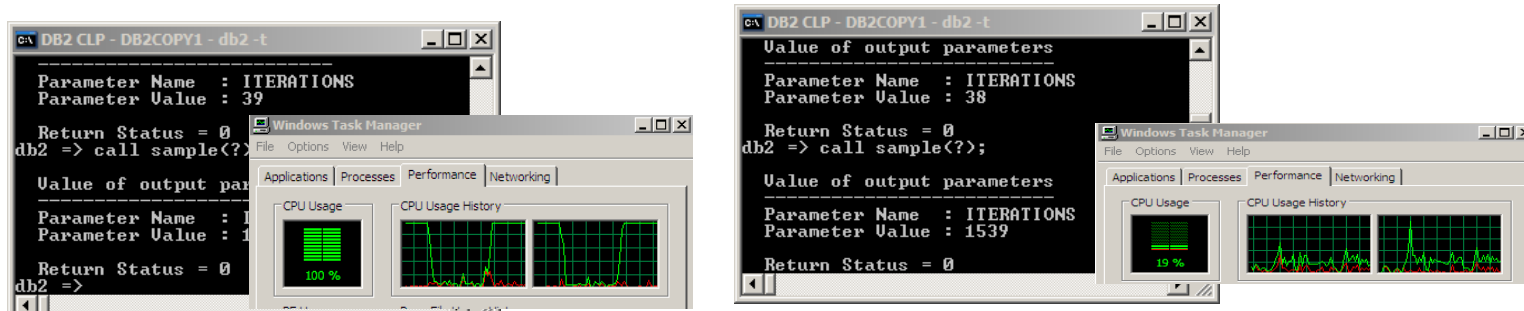 DB2 CLP - DB2COPY1 - db2 -t
Parameter Name : ITERATIONS
Parameter Value : 39
Return Status = 0
db2 => call sample(?)
Value of output par
Parameter Name : I
Parameter Value : 1
Return Status = 0
db2 =>
Windows Task Manager
File Options View Help
Applications Processes Performance Networking
CPU Usage CPU Usage History
100 %
DB2 CLP - DB2COPY1 - db2 -t
Value of output parameters
Parameter Name : ITERATIONS
Parameter Value : 38
Return Status = 0
db2 => call sample(?);
Value of output parameters
Parameter Name : ITERATIONS
Parameter Value : 1539
Return Status = 0
Windows Task Manager
File Options View Help
Applications Processes Performance Networking
CPU Usage CPU Usage History
19 %